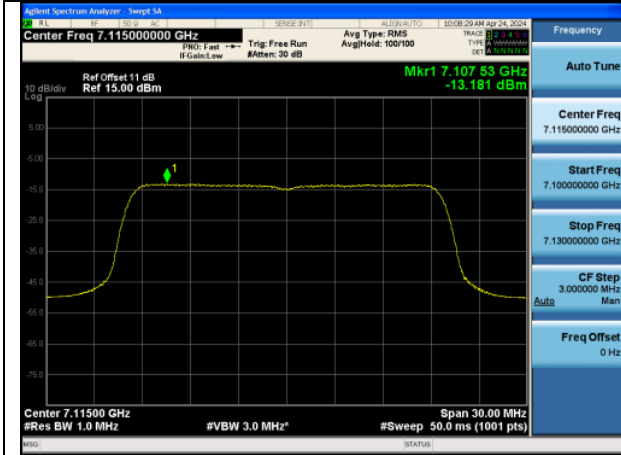 Agilent Spectrum Analyzer - Swept SA
RL RF 50 Ω AC SENSE:INT ALIGNAUTO 10:08:29 AM Apr 24, 2024
Center Freq 7.115000000 GHz
PNO: Fast
IFGain:Low
Trig: Free Run
#Atten: 30 dB
Avg Type: RMS
Avg|Hold: 100/100
TRACE 1 2 3 4 5 6
TYPE A
DET A N N N N N
Frequency
Ref Offset 11 dB
Ref 15.00 dBm
10 dB/div
Log
Mkr1 7.107 53 GHz
-13.181 dBm
5.00
-5.00
-15.0
-25.0
-35.0
-45.0
-55.0
-65.0
-75.0
1
Center 7.11500 GHz
#Res BW 1.0 MHz
#VBW 3.0 MHz*
Span 30.00 MHz
#Sweep 50.0 ms (1001 pts)
MSG
STATUS
Auto Tune
Center Freq
7.115000000 GHz
Start Freq
7.100000000 GHz
Stop Freq
7.130000000 GHz
CF Step
3.000000 MHz
Auto Man
Freq Offset
0 Hz